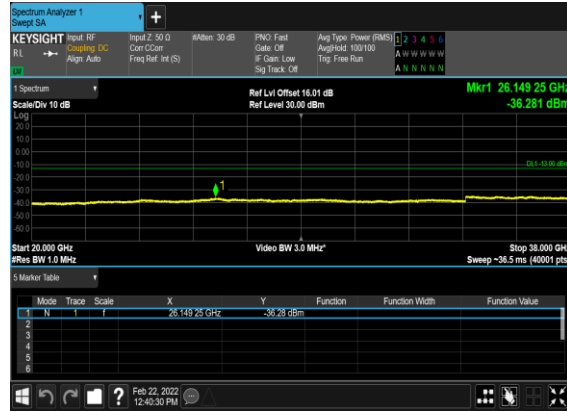 Spectrum Analyzer 1
Swept SA
+
KEYSIGHT Input: RF Input Z: 50 Ω #Atten: 30 dB PNO: Fast Avg Type: Power (RMS) 1 2 3 4 5 6
RL Coupling: DC Corr CCorr Gate: Off Avg|Hold: 100/100 A W W W W W
Align: Auto Freq Ref: Int (S) IF Gain: Low Trig: Free Run
Sig Track: Off A N N N N N
1 Spectrum Ref Lvl Offset 16.01 dB Mkr1 26.149 25 GHz
Scale/Div 10 dB Ref Level 30.00 dBm -36.281 dBm
Log
20.0
10.0
0.00
-10.0 DL1 -13.00 dBm
-20.0
-30.0 1
-40.0
-50.0
-60.0
Start 20.000 GHz Video BW 3.0 MHz* Stop 38.000 GHz
#Res BW 1.0 MHz Sweep ~36.5 ms (40001 pts)
5 Marker Table
Mode Trace Scale X Y Function Function Width Function Value
1 N 1 f 26.149 25 GHz -36.28 dBm
2
3
4
5
6
? Feb 22, 2022
12:40:30 PM